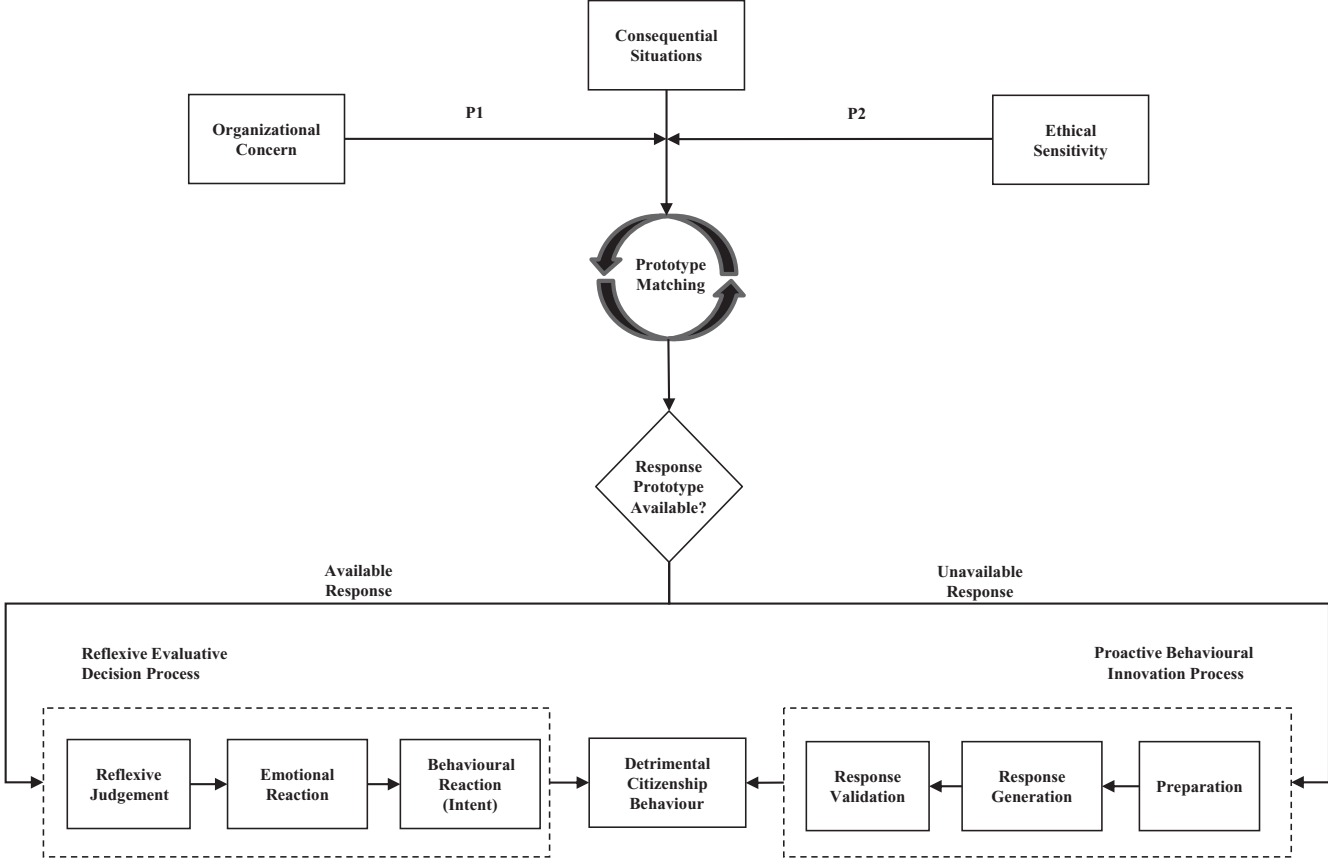 Consequential
Situations
P1
P2
Organizational
Concern
Ethical
Sensitivity
Prototype
Matching
Response
Prototype
Available?
Available
Response
Unavailable
Response
Reflexive Evaluative
Decision Process
Proactive Behavioural
Innovation Process
Reflexive
Judgement
Emotional
Reaction
Behavioural
Reaction
(Intent)
Detrimental
Citizenship
Behaviour
Response
Validation
Response
Generation
Preparation